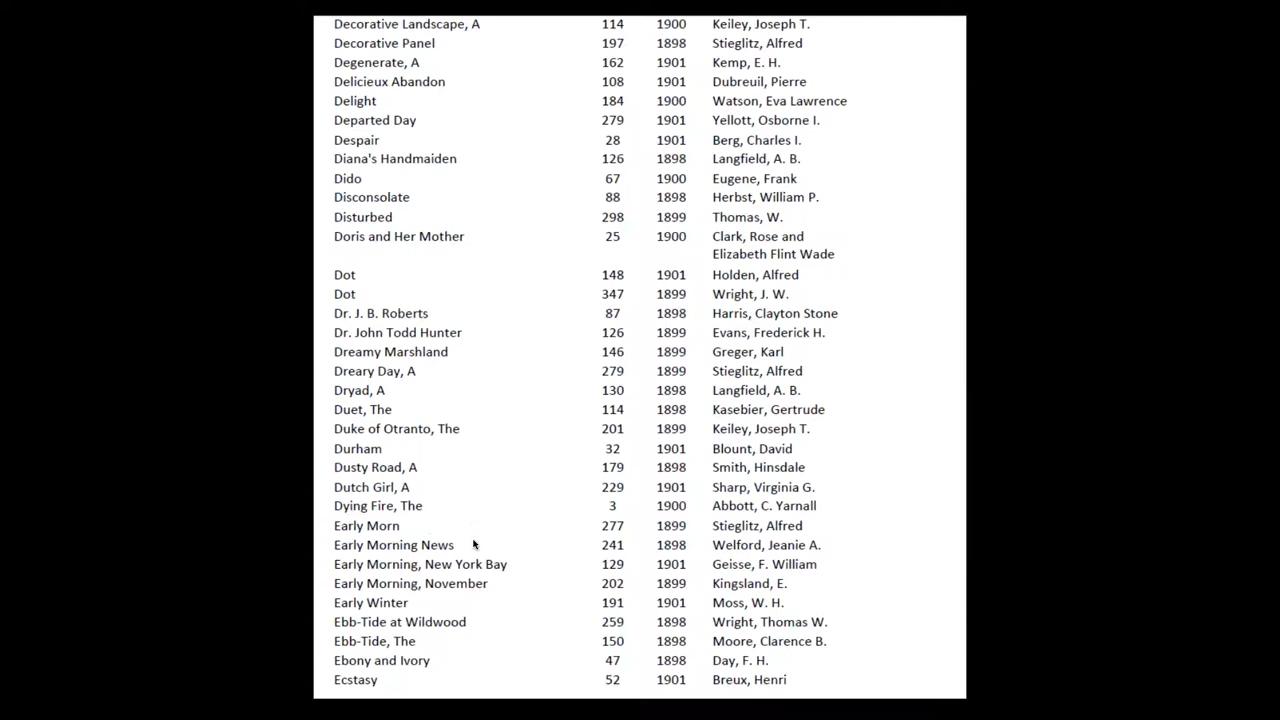 Decorative Landscape, A 114 1900 Keiley, Joseph T.
Decorative Panel 197 1898 Stieglitz, Alfred
Degenerate, A 162 1901 Kemp, E. H.
Delicieux Abandon 108 1901 Dubreuil, Pierre
Delight 184 1900 Watson, Eva Lawrence
Departed Day 279 1901 Yellott, Osborne I.
Despair 28 1901 Berg, Charles I.
Diana's Handmaiden 126 1898 Langfield, A. B.
Dido 67 1900 Eugene, Frank
Disconsolate 88 1898 Herbst, William P.
Disturbed 298 1899 Thomas, W.
Doris and Her Mother 25 1900 Clark, Rose and
Elizabeth Flint Wade
Dot 148 1901 Holden, Alfred
Dot 347 1899 Wright, J. W.
Dr. J. B. Roberts 87 1898 Harris, Clayton Stone
Dr. John Todd Hunter 126 1899 Evans, Frederick H.
Dreamy Marshland 146 1899 Greger, Karl
Dreary Day, A 279 1899 Stieglitz, Alfred
Dryad, A 130 1898 Langfield, A. B.
Duet, The 114 1898 Kasebier, Gertrude
Duke of Otranto, The 201 1899 Keiley, Joseph T.
Durham 32 1901 Blount, David
Dusty Road, A 179 1898 Smith, Hinsdale
Dutch Girl, A 229 1901 Sharp, Virginia G.
Dying Fire, The 3 1900 Abbott, C. Yarnall
Early Morn 277 1899 Stieglitz, Alfred
Early Morning News 241 1898 Welford, Jeanie A.
Early Morning, New York Bay 129 1901 Geisse, F. William
Early Morning, November 202 1899 Kingsland, E.
Early Winter 191 1901 Moss, W. H.
Ebb-Tide at Wildwood 259 1898 Wright, Thomas W.
Ebb-Tide, The 150 1898 Moore, Clarence B.
Ebony and Ivory 47 1898 Day, F. H.
Ecstasy 52 1901 Breux, Henri